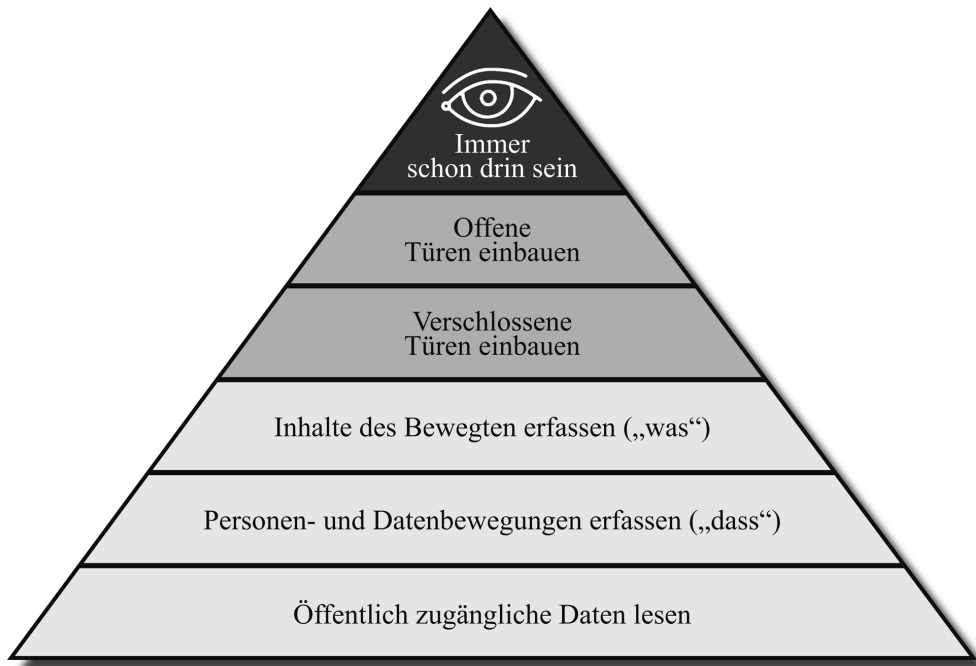 Immer
schon drin sein
Offene
Türen einbauen
Verschlossene
Türen einbauen
Inhalte des Bewegten erfassen („was“)
Personen- und Datenbewegungen erfassen („dass“)
Öffentlich zugängliche Daten lesen